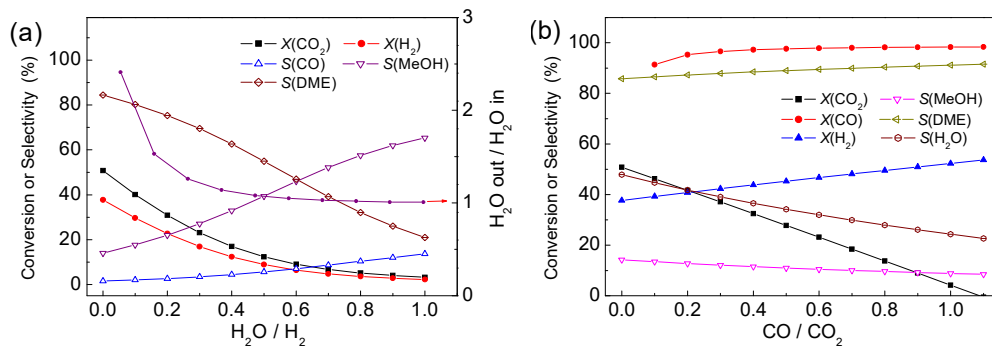 (a)
Conversion or Selectivity (%)
100
80
60
40
20
0
X(CO₂)
X(H₂)
S(CO)
S(MeOH)
S(DME)
3
2
1
0
H₂O out / H₂O in
0.0 0.2 0.4 0.6 0.8 1.0
H₂O / H₂
(b)
Conversion or Selectivity (%)
100
80
60
40
20
0
X(CO₂)
S(MeOH)
X(CO)
S(DME)
X(H₂)
S(H₂O)
0.0 0.2 0.4 0.6 0.8 1.0
CO / CO₂